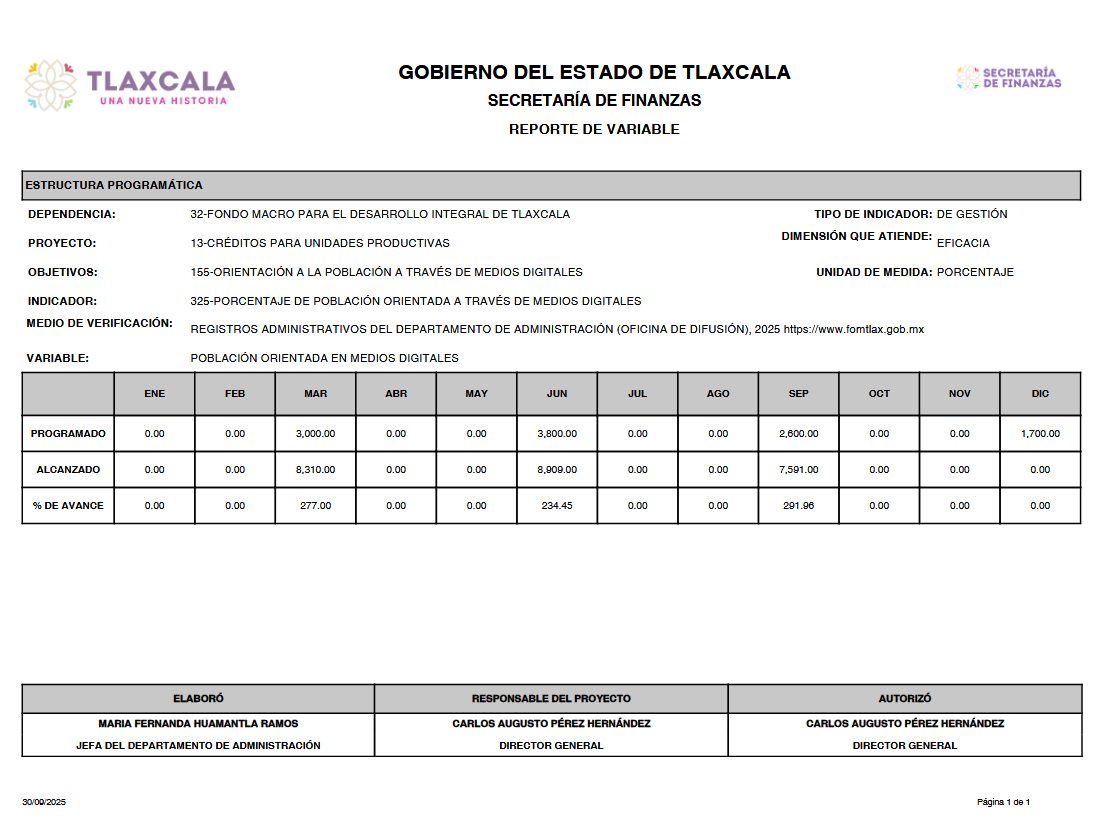 TLAXCALA
UNA NUEVA HISTORIA
GOBIERNO DEL ESTADO DE TLAXCALA
SECRETARÍA DE FINANZAS
REPORTE DE VARIABLE
SECRETARÍA
DE FINANZAS
ESTRUCTURA PROGRAMÁTICA
DEPENDENCIA: 32-FONDO MACRO PARA EL DESARROLLO INTEGRAL DE TLAXCALA TIPO DE INDICADOR: DE GESTIÓN
PROYECTO: 13-CRÉDITOS PARA UNIDADES PRODUCTIVAS DIMENSIÓN QUE ATIENDE: EFICACIA
OBJETIVOS: 155-ORIENTACIÓN A LA POBLACIÓN A TRAVÉS DE MEDIOS DIGITALES UNIDAD DE MEDIDA: PORCENTAJE
INDICADOR: 325-PORCENTAJE DE POBLACIÓN ORIENTADA A TRAVÉS DE MEDIOS DIGITALES
MEDIO DE VERIFICACIÓN: REGISTROS ADMINISTRATIVOS DEL DEPARTAMENTO DE ADMINISTRACIÓN (OFICINA DE DIFUSIÓN), 2025 https://www.fomtlax.gob.mx
VARIABLE: POBLACIÓN ORIENTADA EN MEDIOS DIGITALES
ENE FEB MAR ABR MAY JUN JUL AGO SEP OCT NOV DIC
PROGRAMADO 0.00 0.00 3,000.00 0.00 0.00 3,800.00 0.00 0.00 2,600.00 0.00 0.00 1,700.00
ALCANZADO 0.00 0.00 8,310.00 0.00 0.00 8,909.00 0.00 0.00 7,591.00 0.00 0.00 0.00
% DE AVANCE 0.00 0.00 277.00 0.00 0.00 234.45 0.00 0.00 291.96 0.00 0.00 0.00
ELABORÓ RESPONSABLE DEL PROYECTO AUTORIZÓ
MARIA FERNANDA HUAMANTLA RAMOS CARLOS AUGUSTO PÉREZ HERNÁNDEZ CARLOS AUGUSTO PÉREZ HERNÁNDEZ
JEFA DEL DEPARTAMENTO DE ADMINISTRACIÓN DIRECTOR GENERAL DIRECTOR GENERAL
30/09/2025 Página 1 de 1